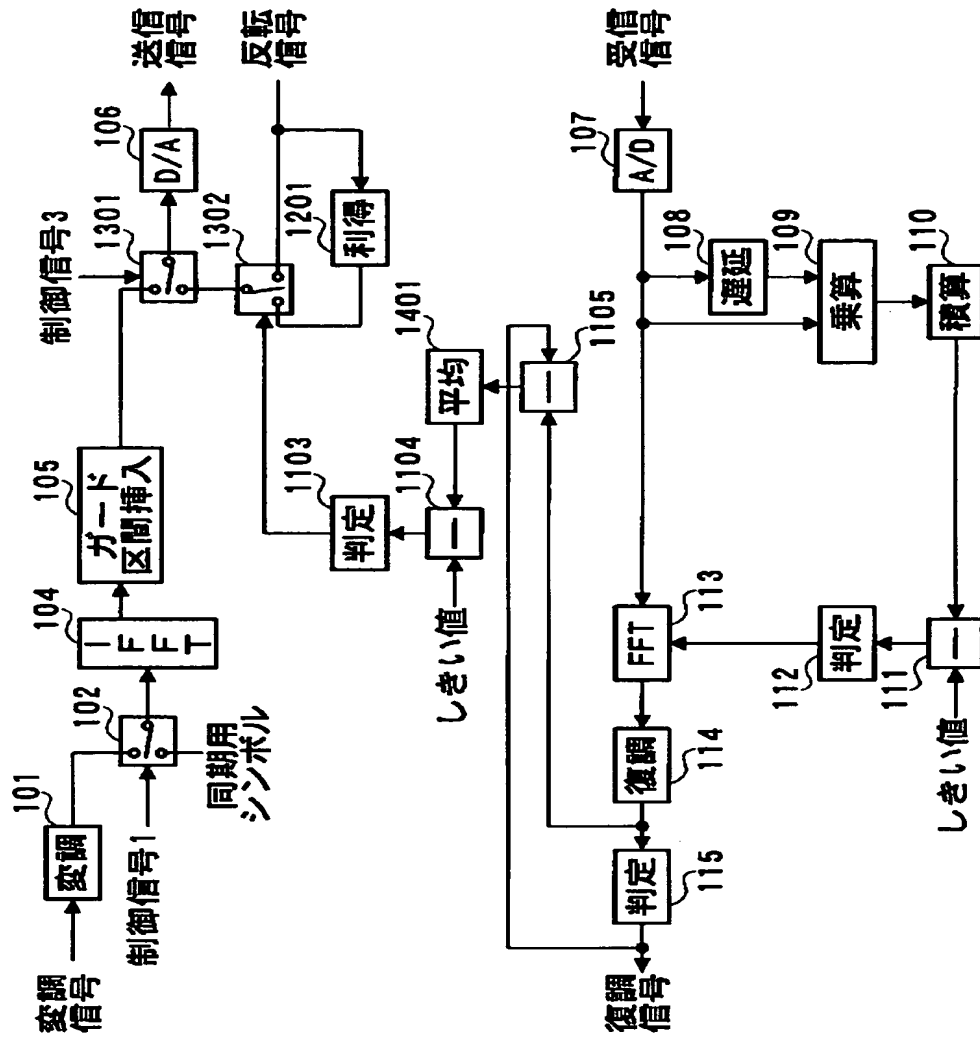 変調
信号
変調
101
制御信号1
102
同期用
シンボル
IFFT
104
ガード
区間挿入
105
制御信号3
1301
D/A
106
送信
信号
1302
反転
信号
利得
1201
判定
1103
しきい値
―
1104
平均
1401
―
1105
受信
信号
A/D
107
遅延
108
乗算
109
積算
110
しきい値
―
111
判定
112
FFT
113
復調
114
判定
115
復調
信号